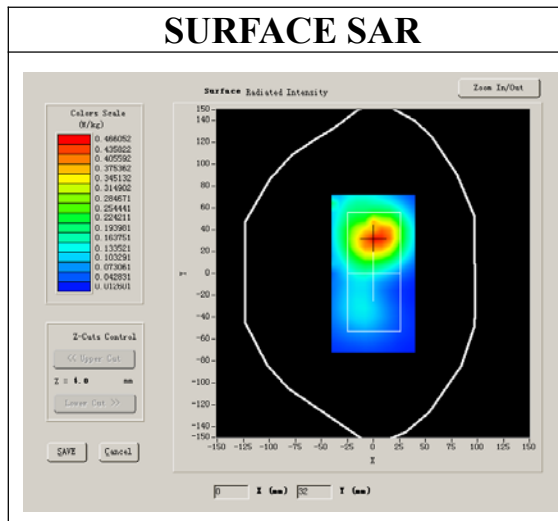 SURFACE SAR
Surface Radiated Intensity
Zoom In/Out
Colors Scale
(W/kg)
0.466052
0.435822
0.405592
0.375362
0.345132
0.314902
0.284671
0.254441
0.224211
0.193981
0.163751
0.133521
0.103291
0.073061
0.042831
0.012601
150
140
120
100
80
60
40
20
0
-20
-40
-60
-80
-100
-120
-140
-150
Y
-150 -125 -100 -75 -50 -25 0 25 50 75 100 125 150
X
Z-Cuts Control
<< Upper Cut
Z = 4.0 mm
Lower Cut >>
SAVE Cancel
0 X (mm) 32 Y (mm)